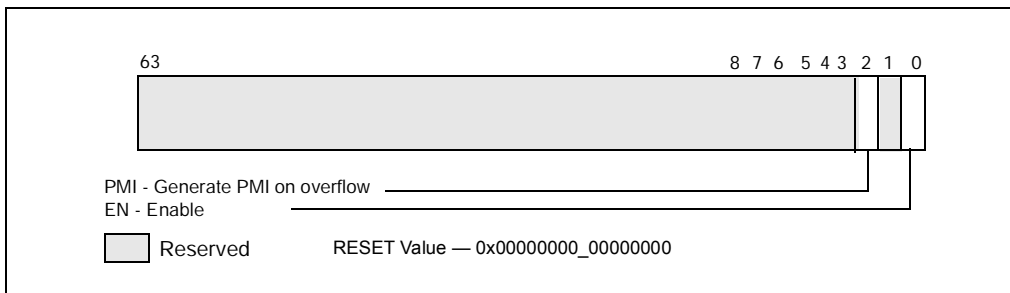 63 8 7 6 5 4 3 2 1 0
PMI - Generate PMI on overflow
EN - Enable
Reserved RESET Value — 0x00000000_00000000